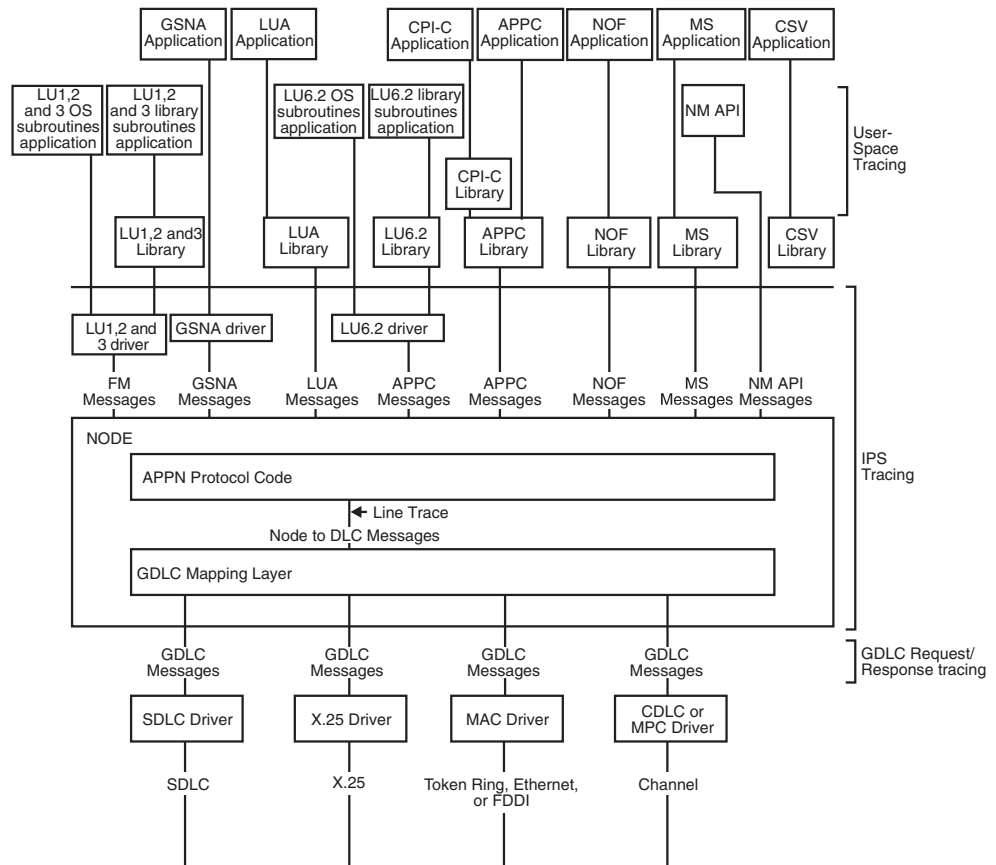 GSNA
Application
LUA
Application
CPI-C
Application
APPC
Application
NOF
Application
MS
Application
CSV
Application
LU1,2
and 3 OS
subroutines
application
LU1,2
and 3 library
subroutines
application
LU6.2 OS
subroutines
application
LU6.2 library
subroutines
application
NM API
User-
Space
Tracing
CPI-C
Library
LU1,2 and3
Library
LUA
Library
LU6.2
Library
APPC
Library
NOF
Library
MS
Library
CSV
Library
LU1,2 and
3 driver
GSNA driver
LU6.2 driver
FM
Messages
GSNA
Messages
LUA
Messages
APPC
Messages
APPC
Messages
NOF
Messages
MS
Messages
NM API
Messages
NODE
IPS
Tracing
APPN Protocol Code
Line Trace
Node to DLC Messages
GDLC Mapping Layer
GDLC
Messages
GDLC
Messages
GDLC
Messages
GDLC
Messages
GDLC Request/
Response tracing
SDLC Driver
X.25 Driver
MAC Driver
CDLC or
MPC Driver
SDLC
X.25
Token Ring, Ethernet,
or FDDI
Channel